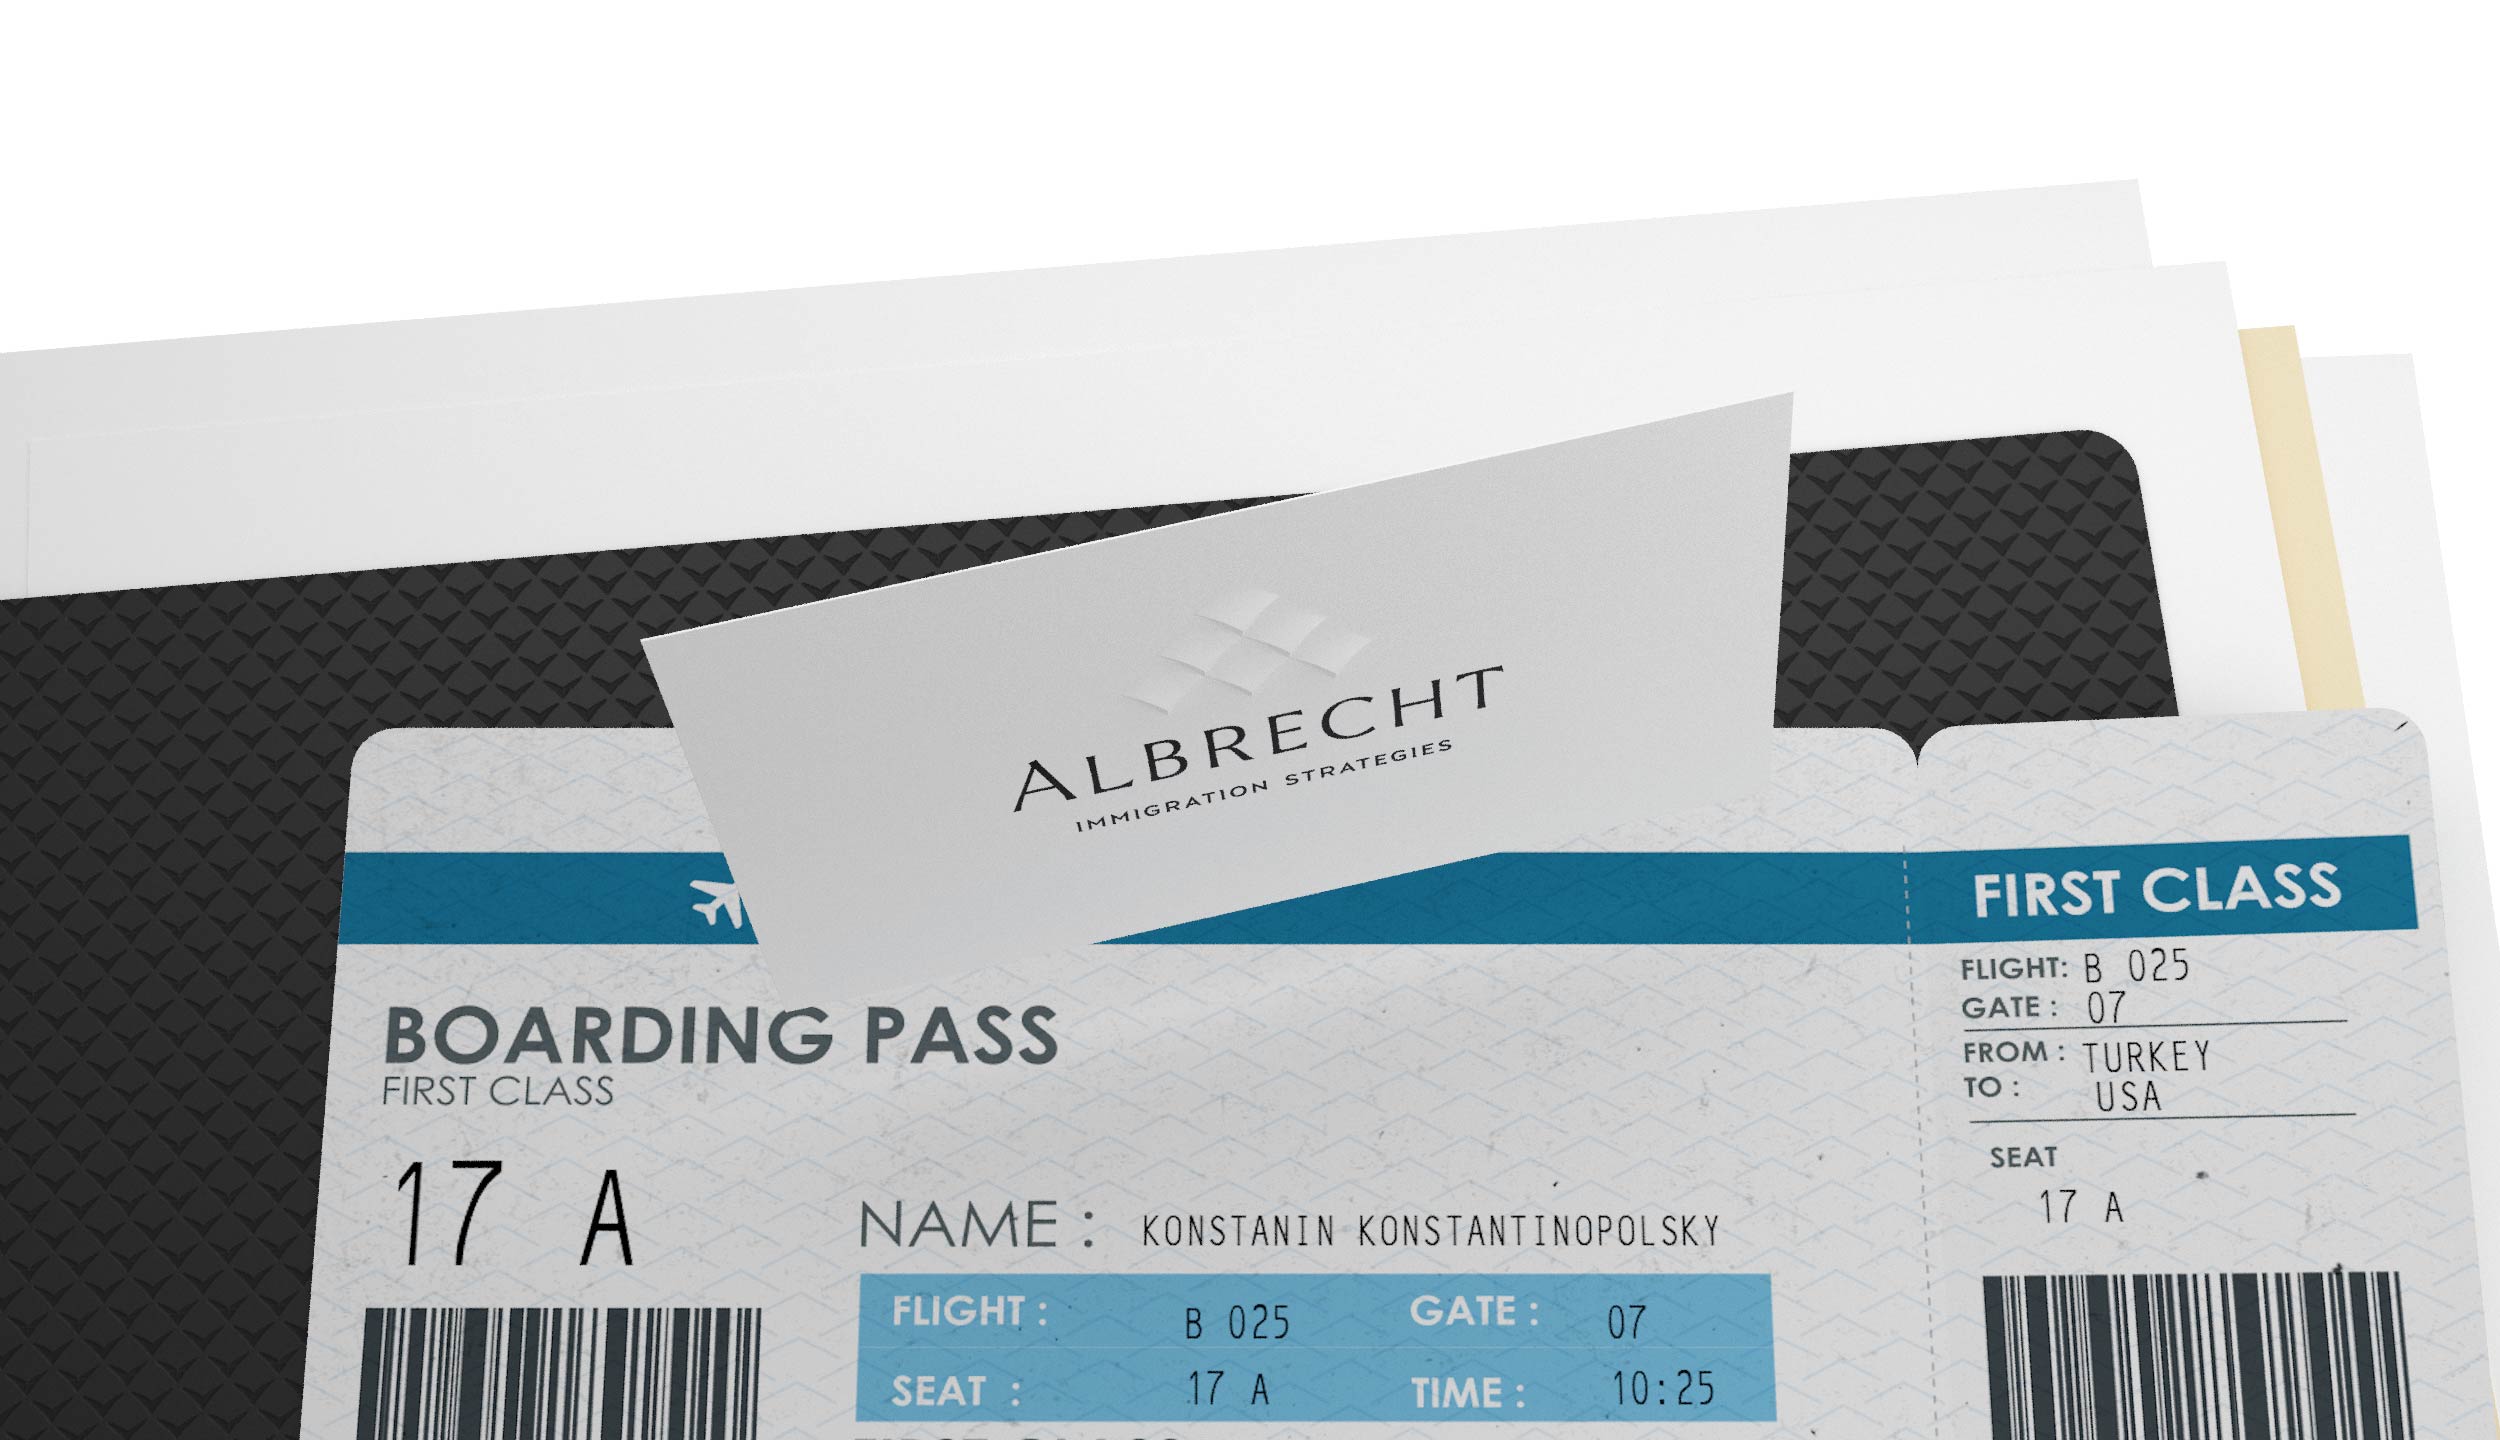 ALBRECHT
IMMIGRATION STRATEGIES
FIRST CLASS
BOARDING PASS
FIRST CLASS
17 A
NAME : KONSTANIN KONSTANTINOPOLSKY
FLIGHT : B 025 GATE : 07
SEAT : 17 A TIME : 10:25
FLIGHT: B 025
GATE : 07
FROM : TURKEY
TO : USA
SEAT
17 A